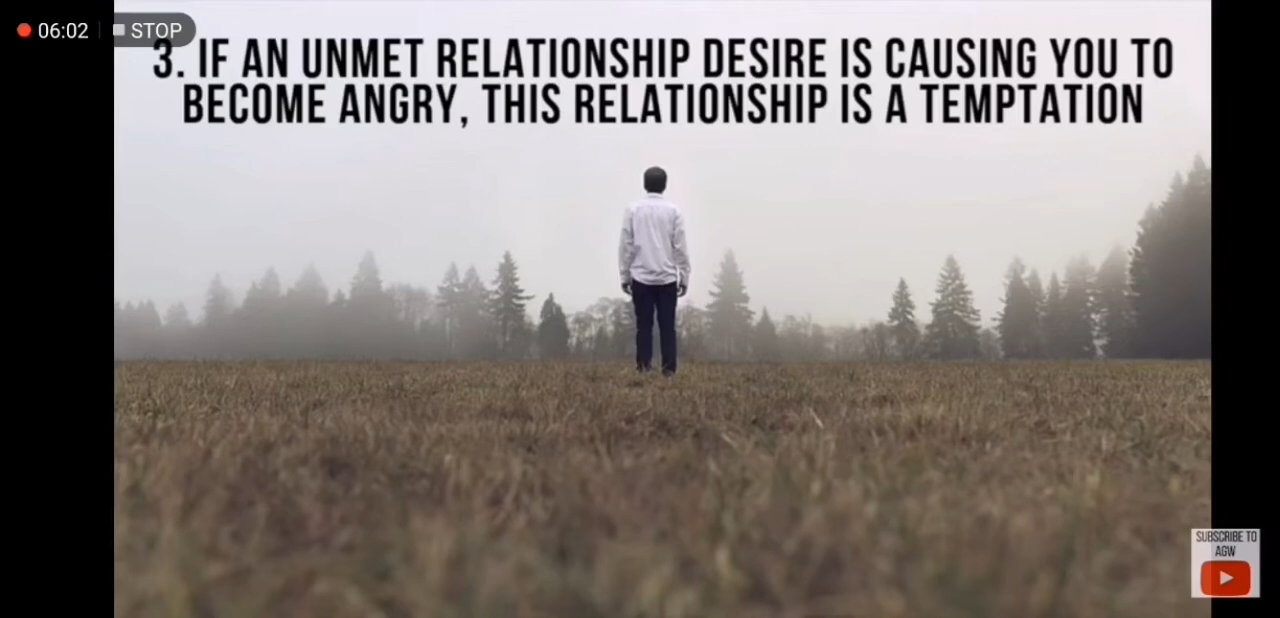 06:02
STOP
3. IF AN UNMET RELATIONSHIP DESIRE IS CAUSING YOU TO
BECOME ANGRY, THIS RELATIONSHIP IS A TEMPTATION
SUBSCRIBE TO
AGW